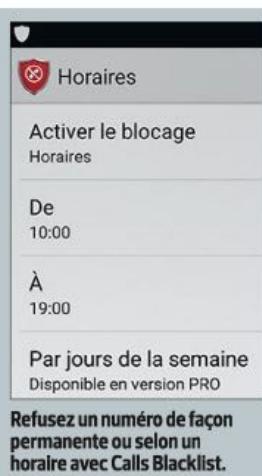 Horaires
Activer le blocage
Horaires
De
10:00
À
19:00
Par jours de la semaine
Disponible en version PRO
Refusez un numéro de façon
permanente ou selon un
horaire avec Calls Blacklist.